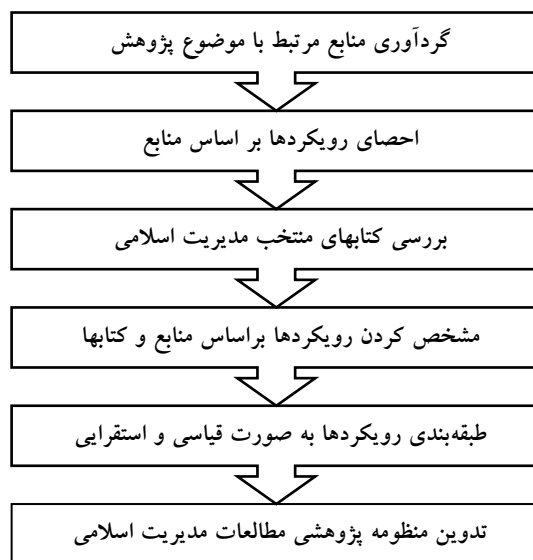 گردآوری منابع مرتبط با موضوع پژوهش
احصای رویکردها بر اساس منابع
بررسی کتابهای منتخب مدیریت اسلامی
مشخص کردن رویکردها براساس منابع و کتابها
طبقه‌بندی رویکردها به صورت قیاسی و استقرایی
تدوین منظومه پژوهشی مطالعات مدیریت اسلامی